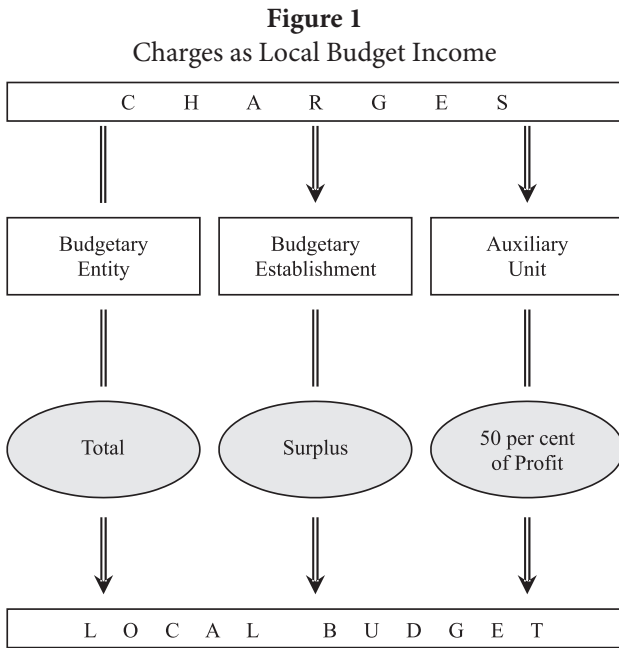 Figure 1
Charges as Local Budget Income
C H A R G E S
Budgetary
Entity
Budgetary
Establishment
Auxiliary
Unit
Total
Surplus
50 per cent
of Profit
L O C A L B U D G E T